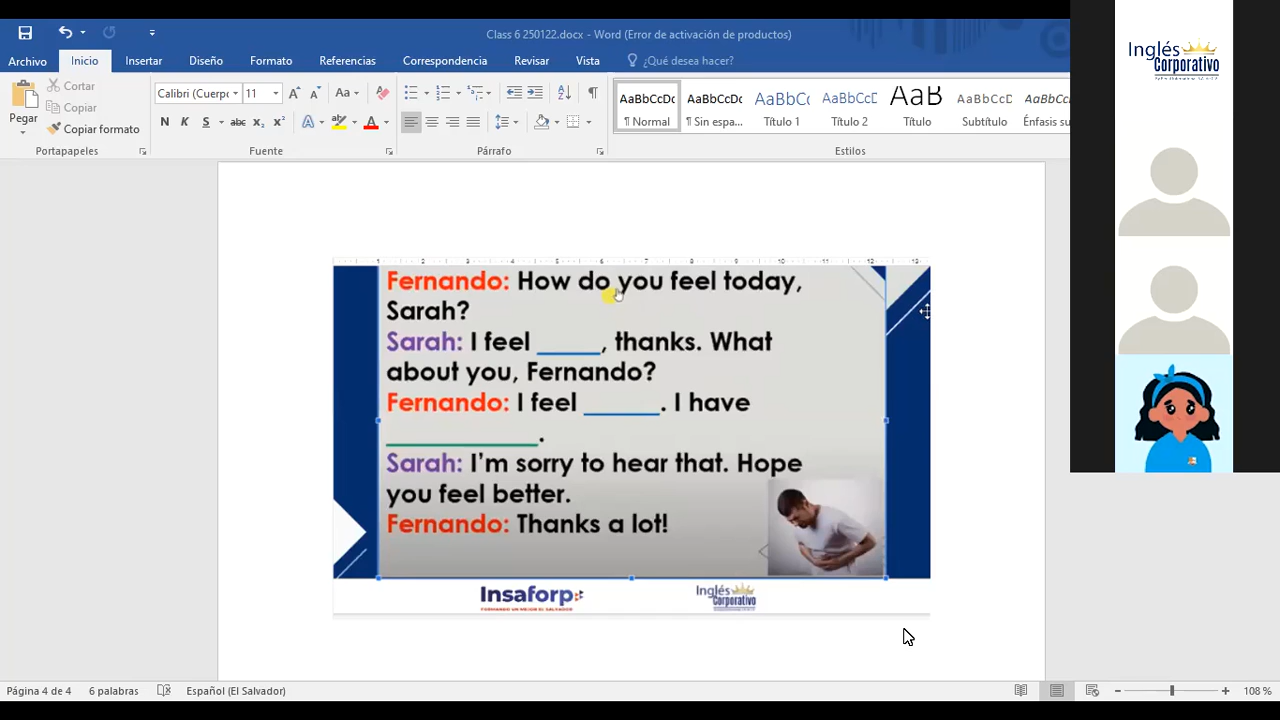 Class 6 250122.docx - Word (Error de activación de productos)
Archivo Inicio Insertar Diseño Formato Referencias Correspondencia Revisar Vista ¿Qué desea hacer?
Pegar
Cortar
Copiar
Copiar formato
Portapapeles
Calibri (Cuerpo 11
Fuente
Párrafo
AaBbCcDc AaBbCcDc AaBbCc AaBbCcD AaB AaBbCcD AaBbCcD
¶ Normal ¶ Sin espa... Título 1 Título 2 Título Subtítulo Énfasis su
Estilos
Fernando: How do you feel today,
Sarah?
Sarah: I feel _____, thanks. What
about you, Fernando?
Fernando: I feel ______. I have
____________.
Sarah: I'm sorry to hear that. Hope
you feel better.
Fernando: Thanks a lot!
Insaforp
Inglés
Corporativo
Página 4 de 4 6 palabras Español (El Salvador) 108 %
Inglés
Corporativo